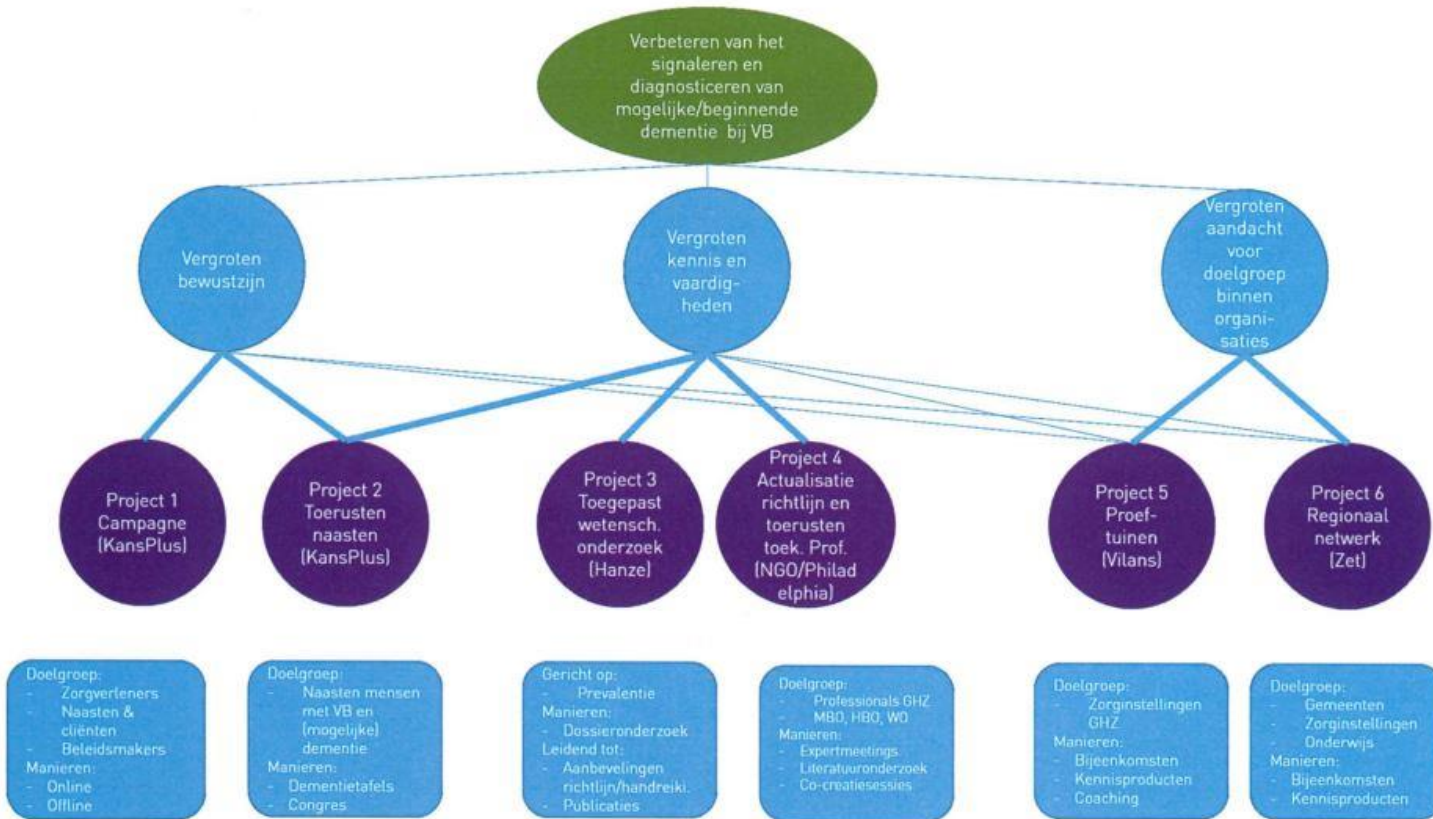 Verbeteren van het
signaleren en
diagnosticeren van
mogelijke/beginnende
dementie bij VB
Vergroten
bewustzijn
Vergroten
kennis en
vaardig-
heden
Vergroten
aandacht
voor
doelgroep
binnen
organi-
saties
Project 1
Campagne
(KansPlus)
Project 2
Toerusten
naasten
(KansPlus)
Project 3
Toegepast
wetensch.
onderzoek
(Hanze)
Project 4
Actualisatie
richtlijn en
toerusten
toek. Prof.
(NGO/Philad
elphia)
Project 5
Proef-
tuinen
(Vilans)
Project 6
Regionaal
netwerk
(Zet)
Doelgroep:
- Zorgverleners
- Naasten &
cliënten
- Beleidsmakers
Manieren:
- Online
- Offline
Doelgroep:
- Naasten mensen
met VB en
(mogelijke)
dementie
Manieren:
- Dementietafels
- Congres
Gericht op:
- Prevalentie
Manieren:
- Dossieronderzoek
Leidend tot:
- Aanbevelingen
richtlijn/handreiki.
- Publicaties
Doelgroep:
- Professionals GHZ
- MBO, HBO, WO
Manieren:
- Expertmeetings
- Literatuuronderzoek
- Co-creatiesessies
Doelgroep:
- Zorginstellingen
GHZ
Manieren:
- Bijeenkomsten
- Kennisproducten
- Coaching
Doelgroep:
- Gemeenten
- Zorginstellingen
- Onderwijs
Manieren:
- Bijeenkomsten
- Kennisproducten